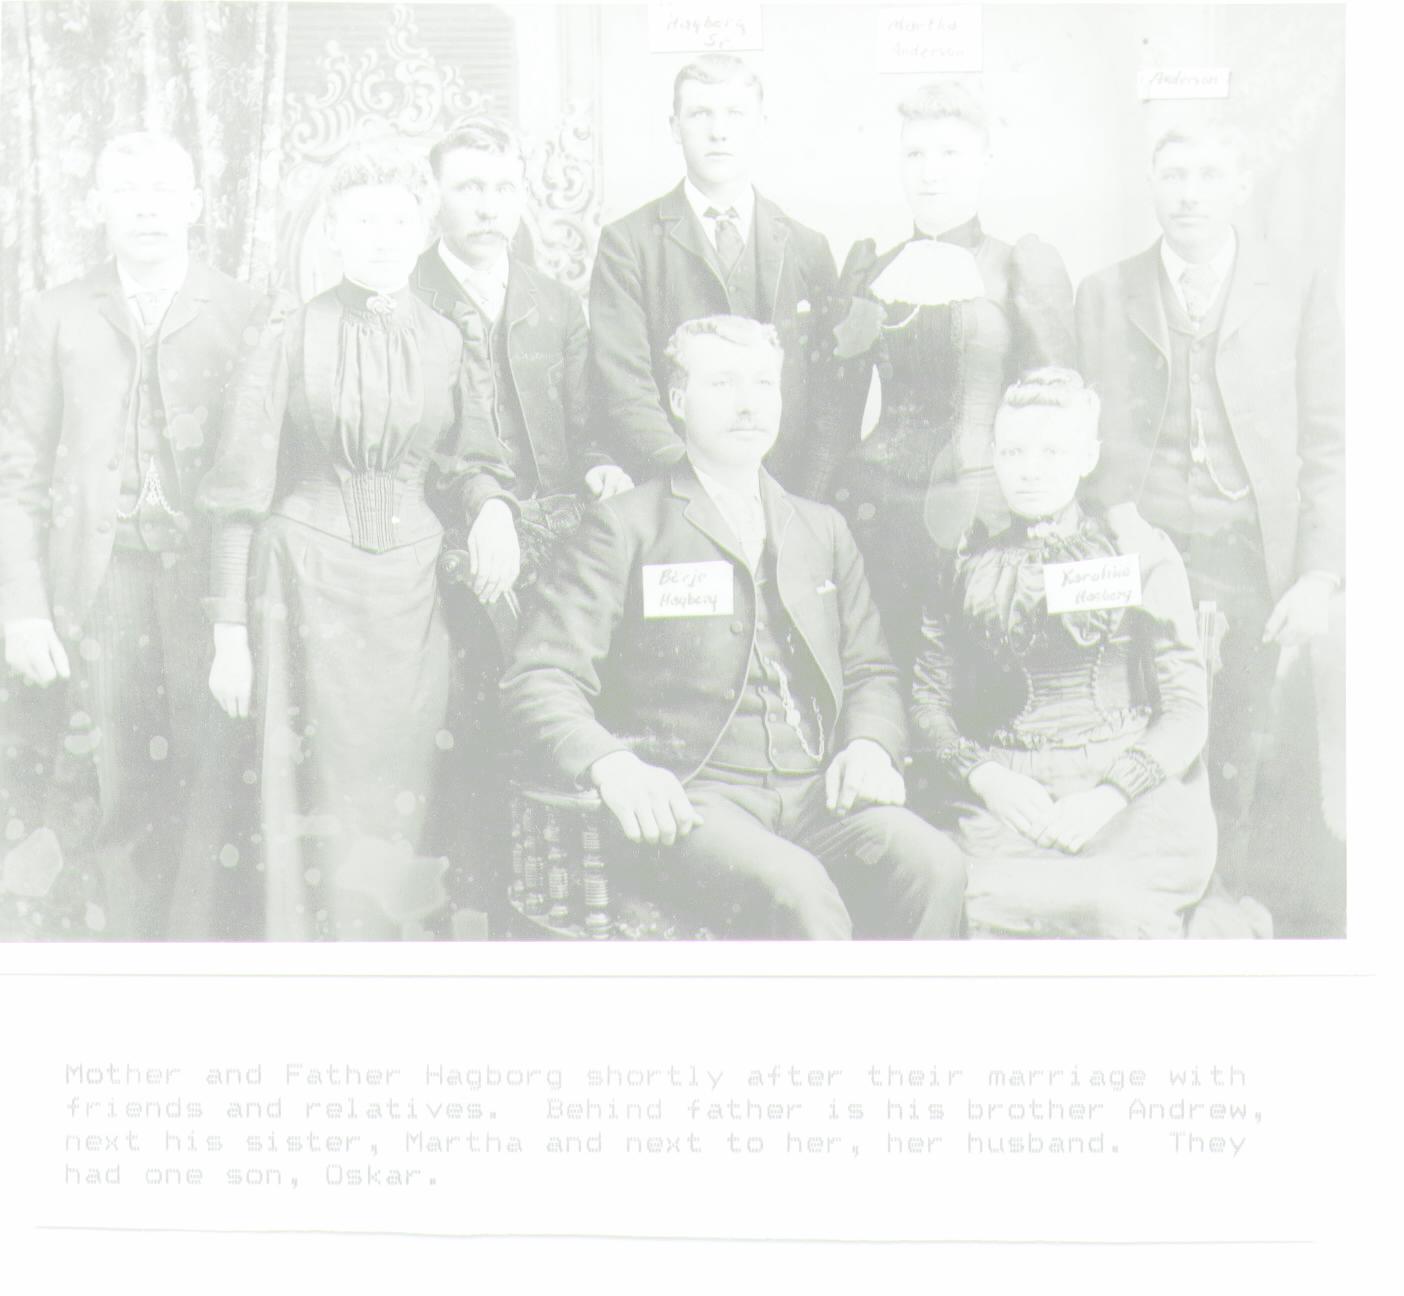 Hagberg
Sr
Martha
Anderson
Anderson
Berje
Hagberg
Karolina
Hagberg
Mother and Father Hagborg shortly after their marriage with
friends and relatives.  Behind father is his brother Andrew,
next his sister, Martha and next to her, her husband.  They
had one son, Oskar.